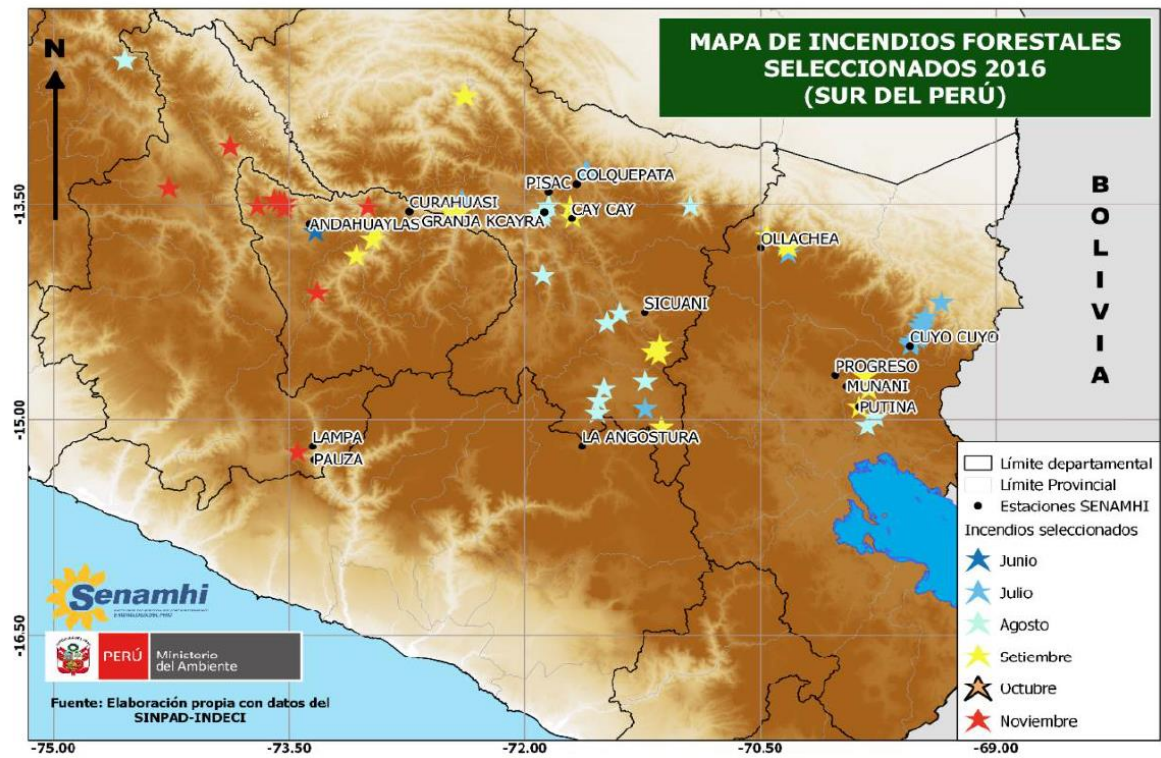 MAPA DE INCENDIOS FORESTALES
SELECCIONADOS 2016
(SUR DEL PERÚ)
N
BOLIVIA
COLQUEPATA
PISAC
CURAHUASI
CAY CAY
ANDAHUAYLAS
GRANJA KCAYRA
OLLACHEA
SICUANI
CUYO CUYO
PROGRESO
MUNANI
PUTINA
LAMPA
LA ANGOSTURA
PAUZA
-13.50
-15.00
-16.50
-75.00
-73.50
-72.00
-70.50
-69.00
Límite departamental
Límite Provincial
Estaciones SENAMHI
Incendios seleccionados
Junio
Julio
Agosto
Setiembre
Octubre
Noviembre
Senamhi
PERÚ
Ministerio
del Ambiente
Fuente: Elaboración propia con datos del
SINPAD-INDECI